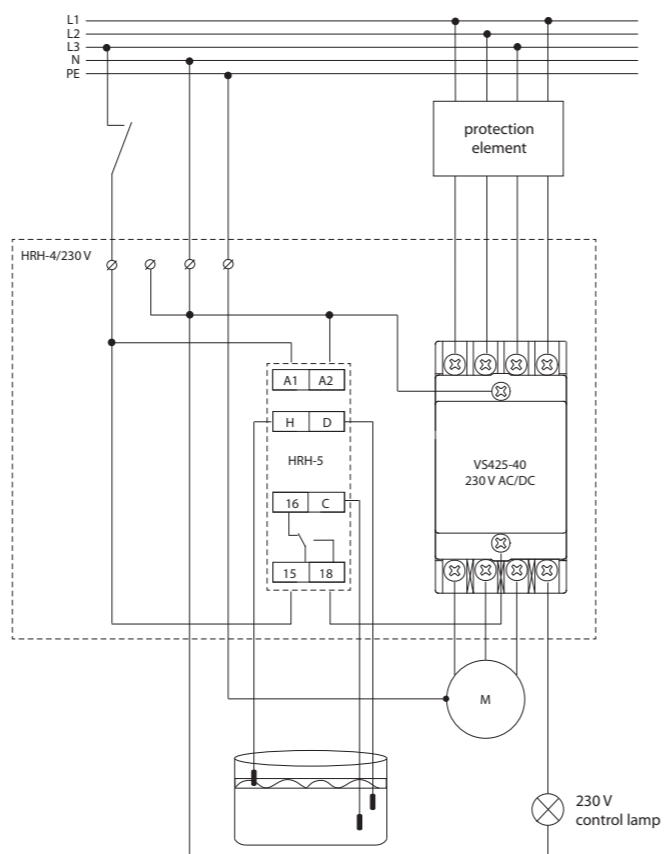 L1
L2
L3
N
PE
protection
element
HRH-4/230 V
A1 A2
H D
HRH-5
16 C
15 18
VS425-40
230 V AC/DC
M
230 V
control lamp